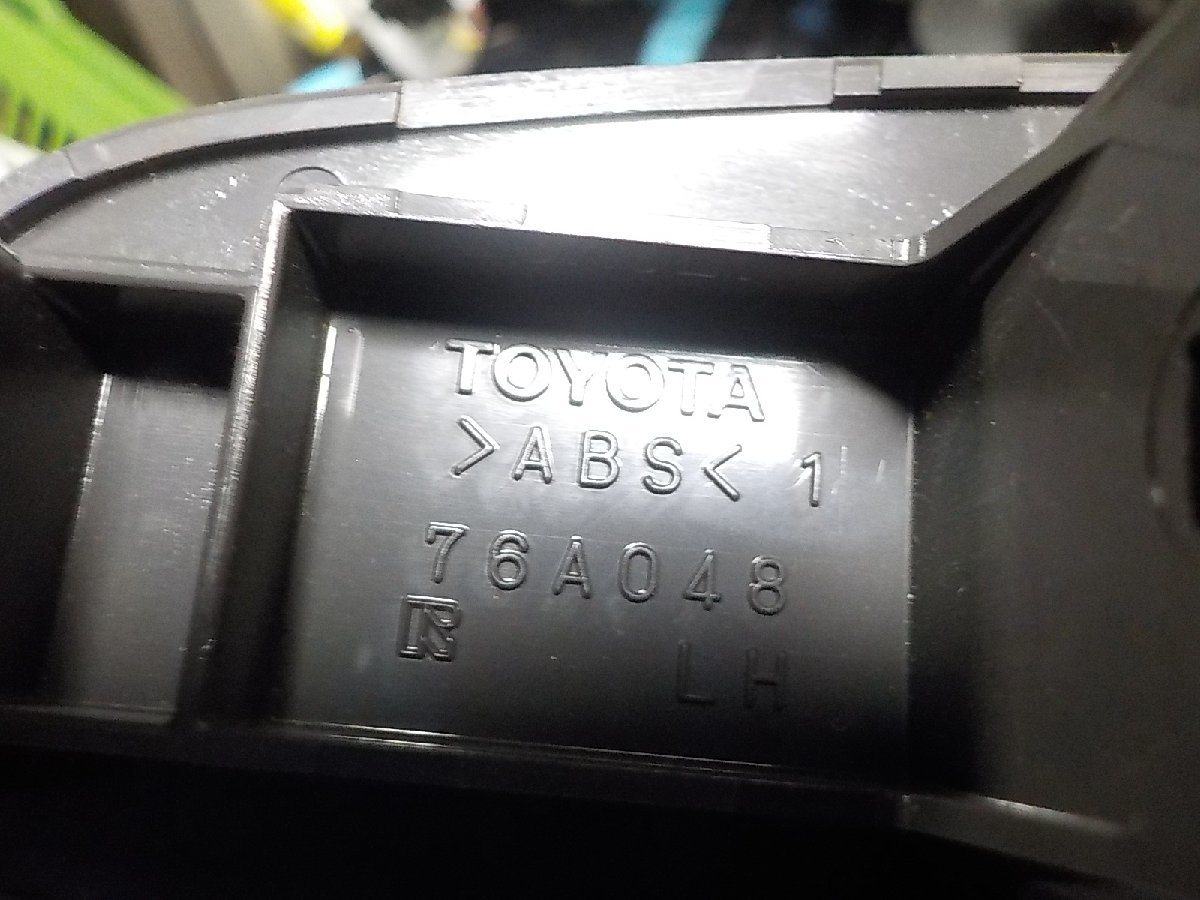 TOYOTA
>ABS< 1
76A048
R
LH